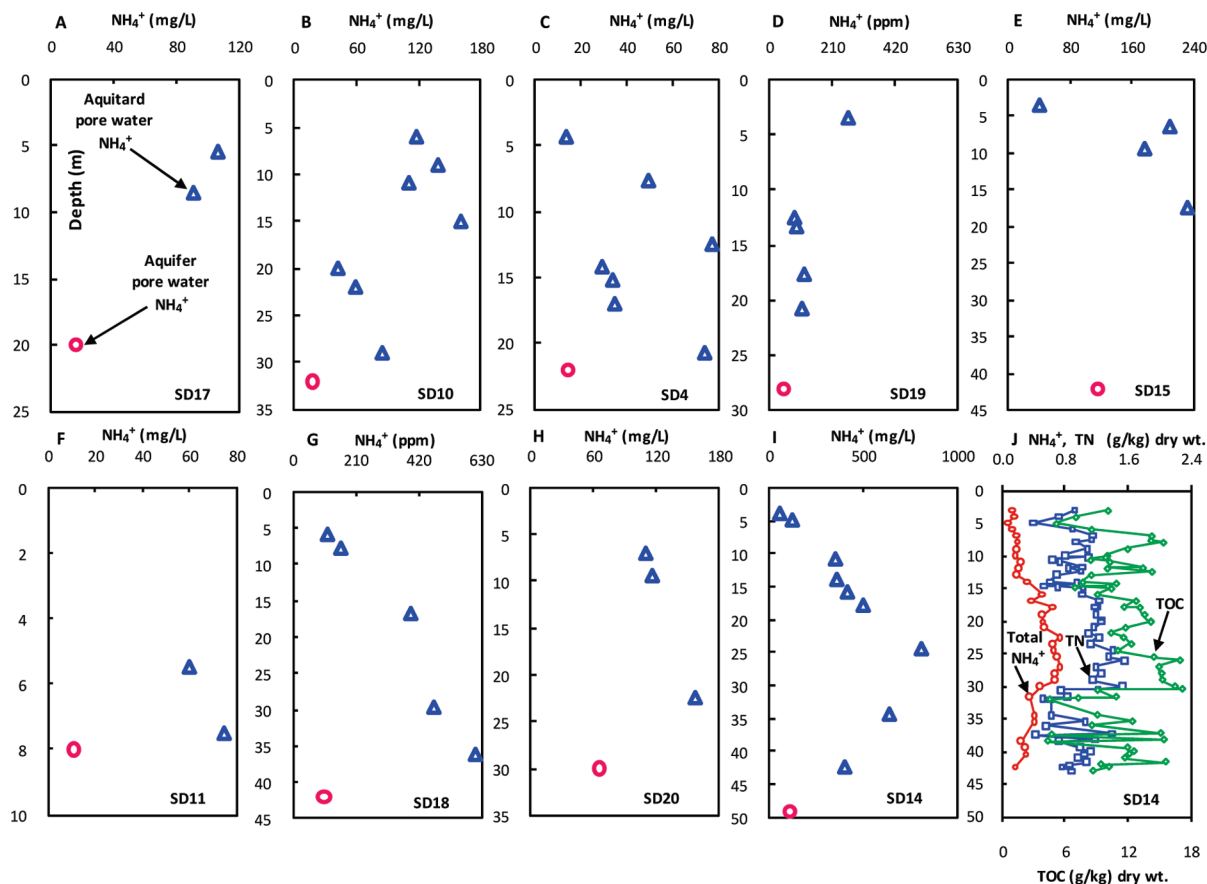 A NH₄⁺ (mg/L)
0 40 80 120
0
5
10
15
20
25
Depth (m)
Aquitard
pore water
NH₄⁺
Aquifer
pore water
NH₄⁺
SD17
B NH₄⁺ (mg/L)
0 60 120 180
0
5
10
15
20
25
30
35
SD10
C NH₄⁺ (mg/L)
0 20 40 60 80
0
5
10
15
20
25
SD4
D NH₄⁺ (ppm)
0 210 420 630
0
5
10
15
20
25
30
SD19
E NH₄⁺ (mg/L)
0 80 160 240
0
5
10
15
20
25
30
35
40
45
SD15
F NH₄⁺ (mg/L)
0 20 40 60 80
0
2
4
6
8
10
SD11
G NH₄⁺ (ppm)
0 210 420 630
0
5
10
15
20
25
30
35
40
45
SD18
H NH₄⁺ (mg/L)
0 60 120 180
0
5
10
15
20
25
30
35
SD20
I NH₄⁺ (mg/L)
0 500 1000
0
5
10
15
20
25
30
35
40
45
50
SD14
J NH₄⁺, TN (g/kg) dry wt.
0.0 0.8 1.6 2.4
0
5
10
15
20
25
30
35
40
45
50
TOC
Total
NH₄⁺
TN
SD14
0 6 12 18
TOC (g/kg) dry wt.